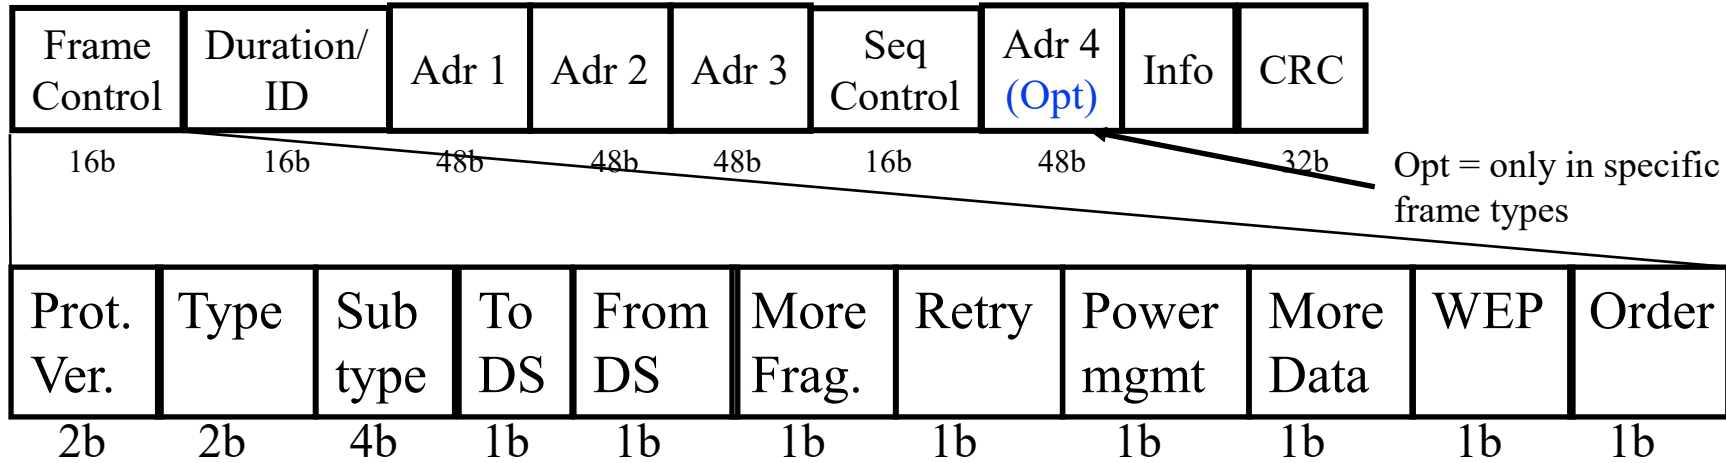 Frame
Control
Duration/
ID
Adr 1
Adr 2
Adr 3
Seq
Control
Adr 4
(Opt)
Info
CRC
16b
16b
48b
48b
48b
16b
48b
32b
Opt = only in specific
frame types
Prot.
Ver.
Type
Sub
type
To
DS
From
DS
More
Frag.
Retry
Power
mgmt
More
Data
WEP
Order
2b
2b
4b
1b
1b
1b
1b
1b
1b
1b
1b